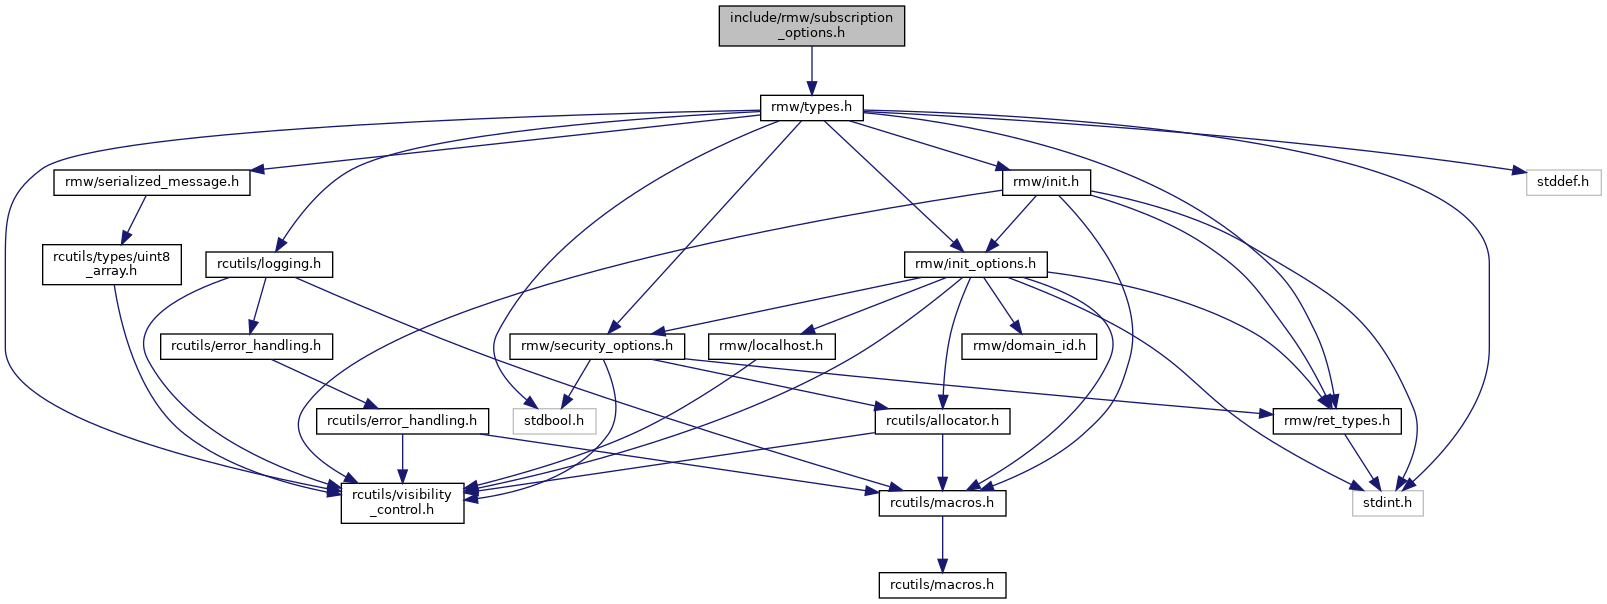 include/rmw/subscription
_options.h
rmw/types.h
rmw/serialized_message.h
rmw/init.h
stddef.h
rcutils/types/uint8
_array.h
rcutils/logging.h
rmw/init_options.h
rcutils/error_handling.h
rmw/security_options.h
rmw/localhost.h
rmw/domain_id.h
rcutils/error_handling.h
stdbool.h
rcutils/allocator.h
rmw/ret_types.h
rcutils/visibility
_control.h
rcutils/macros.h
stdint.h
rcutils/macros.h